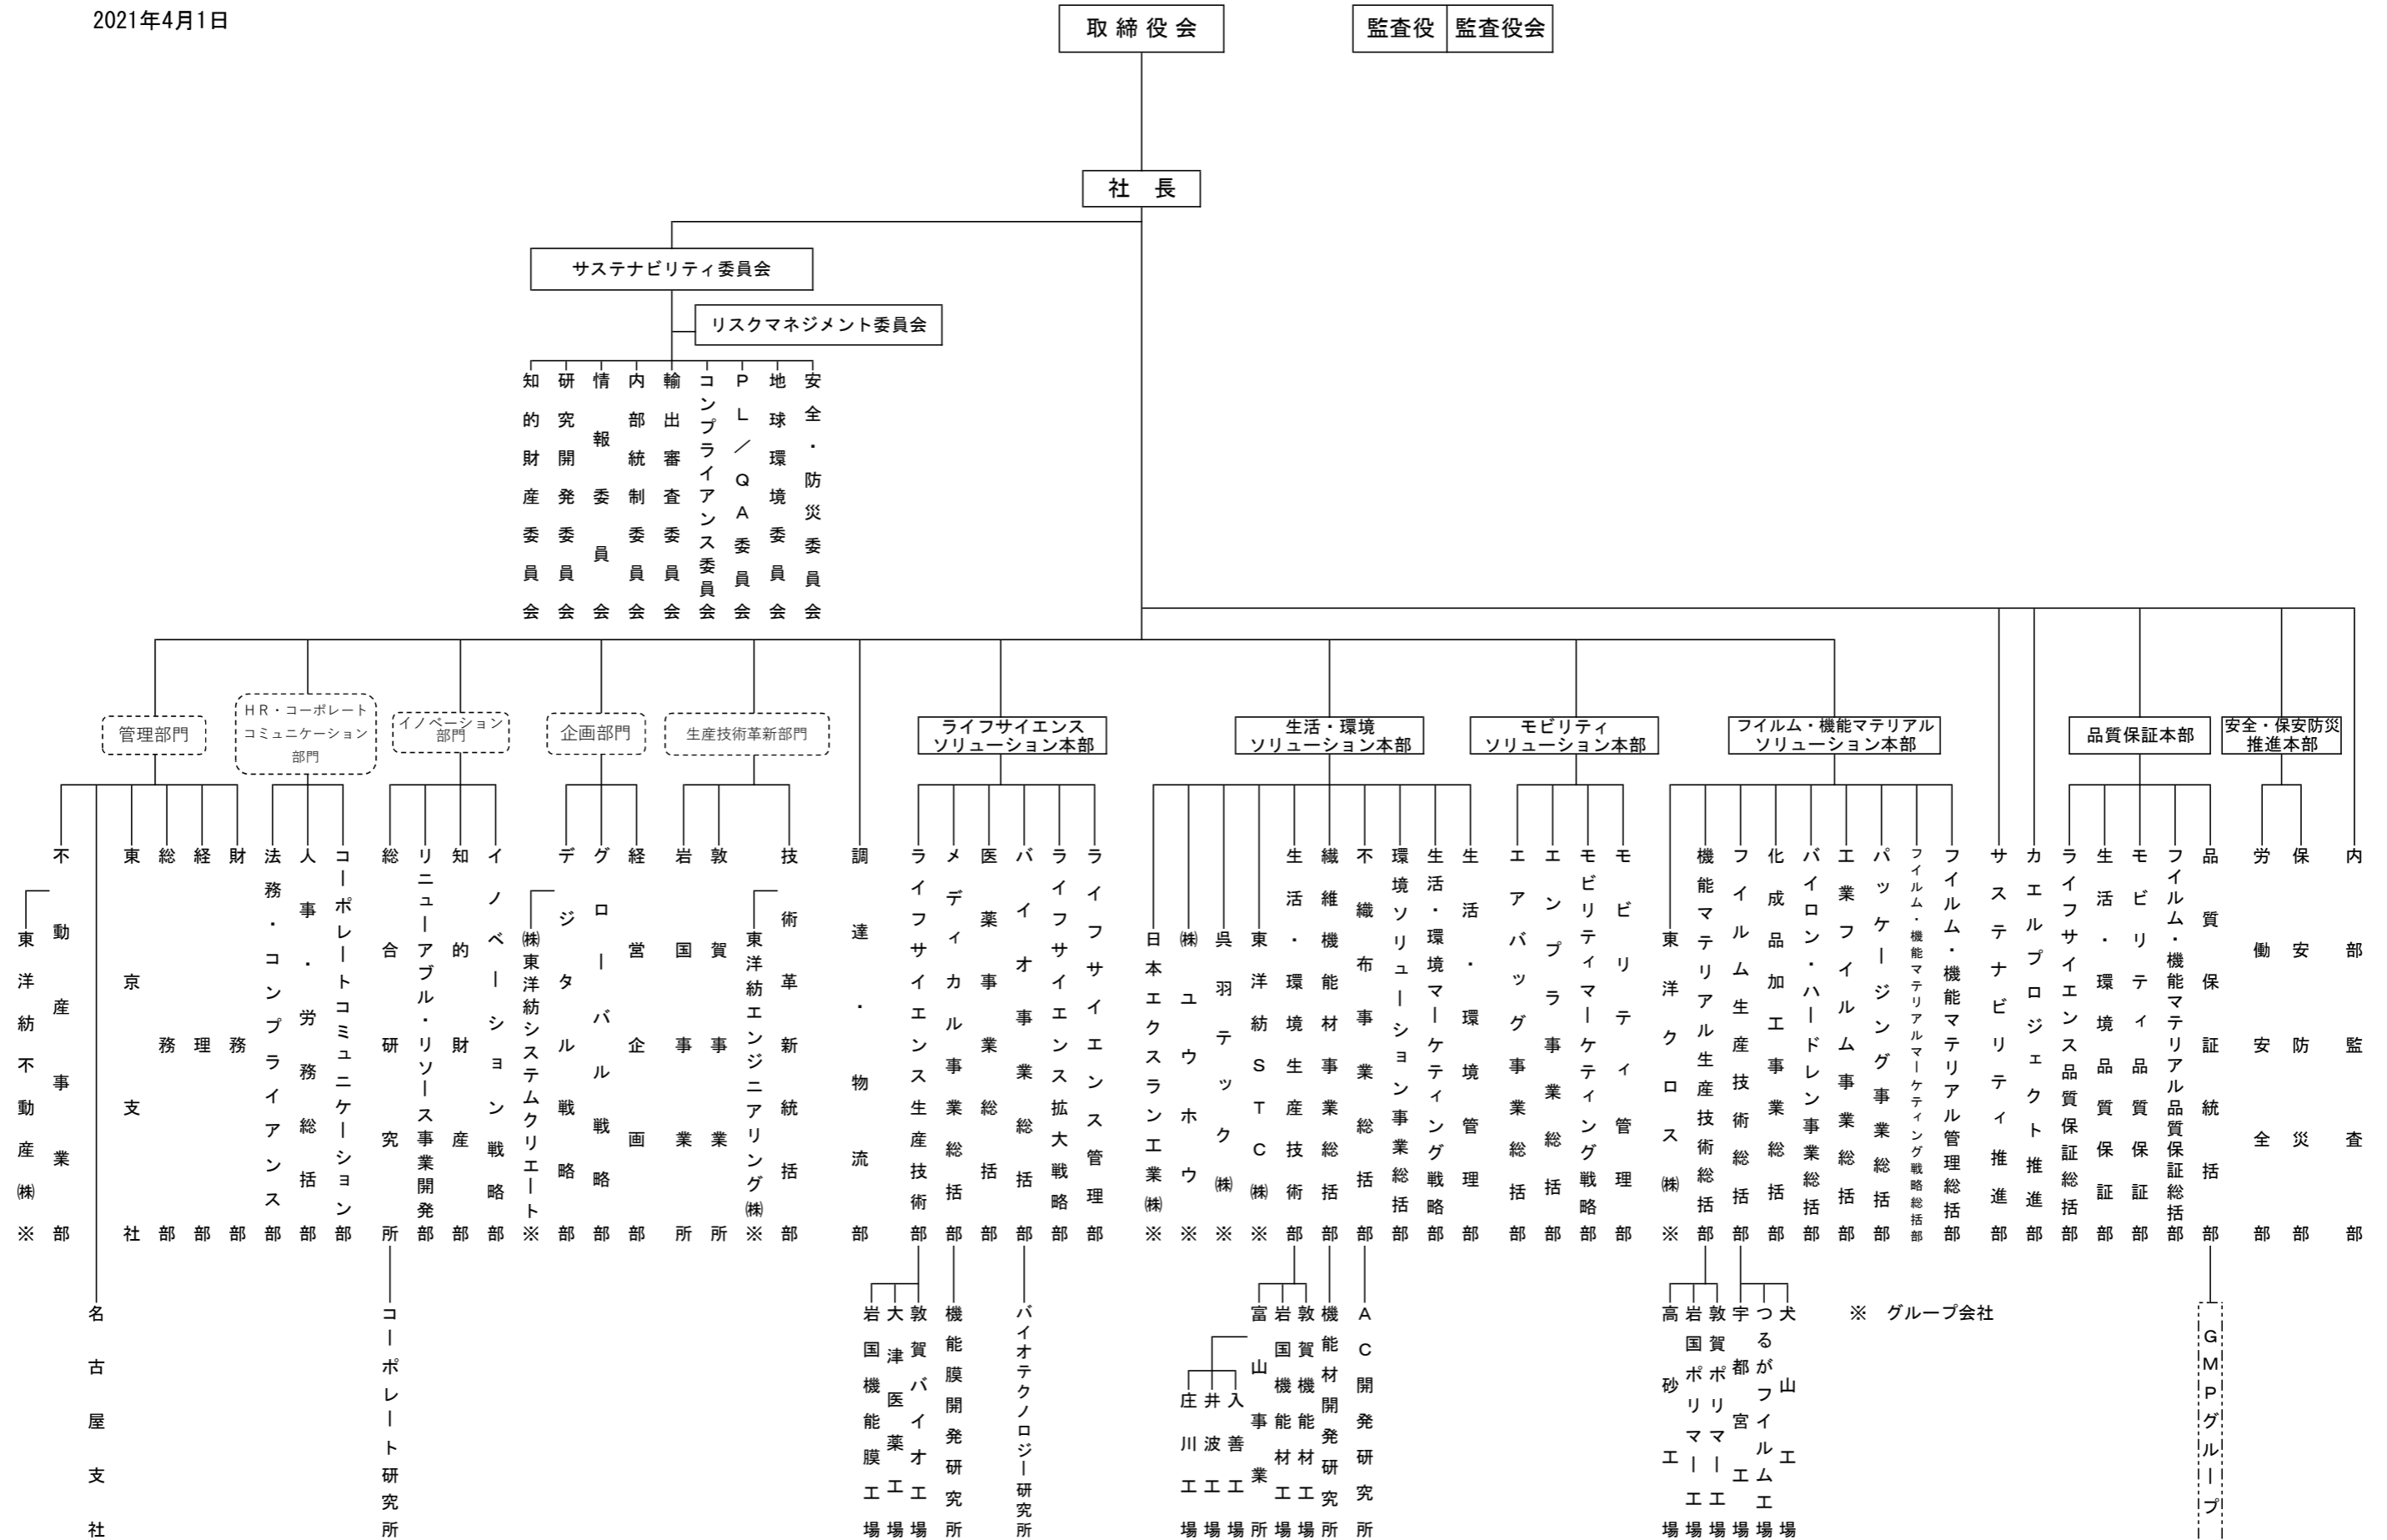 2021年4月1日
取締役会
監査役
監査役会
社　長
サステナビリティ委員会
リスクマネジメント委員会
知的財産委員会
研究開発委員会
情報委員会
内部統制委員会
輸出審査委員会
コンプライアンス委員会
ＰＬ／ＱＡ委員会
地球環境委員会
安全・防災委員会
管理部門
ＨＲ・コーポレート
コミュニケーション
部門
イノベーション
部門
企画部門
生産技術革新部門
ライフサイエンス
ソリューション本部
生活・環境
ソリューション本部
モビリティ
ソリューション本部
フイルム・機能マテリアル
ソリューション本部
品質保証本部
安全・保安防災
推進本部
東洋紡不動産㈱※
不動産事業部
名古屋支社
東京支社
総務部
経理部
財務部
法務・コンプライアンス部
人事・労務総括部
コーポレートコミュニケーション部
総合研究所
コーポレート研究所
リニューアブル・リソース事業開発部
知的財産部
イノベーション戦略部
㈱東洋紡システムクリエート※
デジタル戦略部
グローバル戦略部
経営企画部
岩国事業所
敦賀事業所
東洋紡エンジニアリング㈱※
技術革新統括部
調達・物流部
ライフサイエンス生産技術部
岩国機能膜工場
大津医薬工場
敦賀バイオ工場
メディカル事業総括部
機能膜開発研究所
医薬事業総括部
バイオ事業総括部
バイオテクノロジー研究所
ライフサイエンス拡大戦略部
ライフサイエンス管理部
日本エクスラン工業㈱※
㈱ユウホウ※
呉羽テック㈱※
東洋紡ＳＴＣ㈱※
生活・環境生産技術部
富山事業所
庄川工場
井波工場
入善工場
岩国機能材工場
敦賀機能材工場
繊維機能材事業総括部
機能材開発研究所
不織布事業総括部
ＡＣ開発研究所
環境ソリューション事業総括部
生活・環境マーケティング戦略部
生活・環境管理部
エアバッグ事業総括部
エンプラ事業総括部
モビリティマーケティング戦略部
モビリティ管理部
東洋クロス㈱※
機能マテリアル生産技術総括部
高砂工場
岩国ポリマー工場
敦賀ポリマー工場
フイルム生産技術総括部
宇都宮工場
つるがフイルム工場
犬山工場
化成品加工事業総括部
バイロン・ハードレン事業総括部
工業フイルム事業総括部
パッケージング事業総括部
フイルム・機能マテリアルマーケティング戦略総括部
フイルム・機能マテリアル管理総括部
サステナビリティ推進部
カエルプロジェクト推進部
ライフサイエンス品質保証総括部
生活・環境品質保証部
モビリティ品質保証部
フイルム・機能マテリアル品質保証総括部
品質保証統括部
ＧＭＰグループ
労働安全部
保安防災部
内部監査部
※　グループ会社